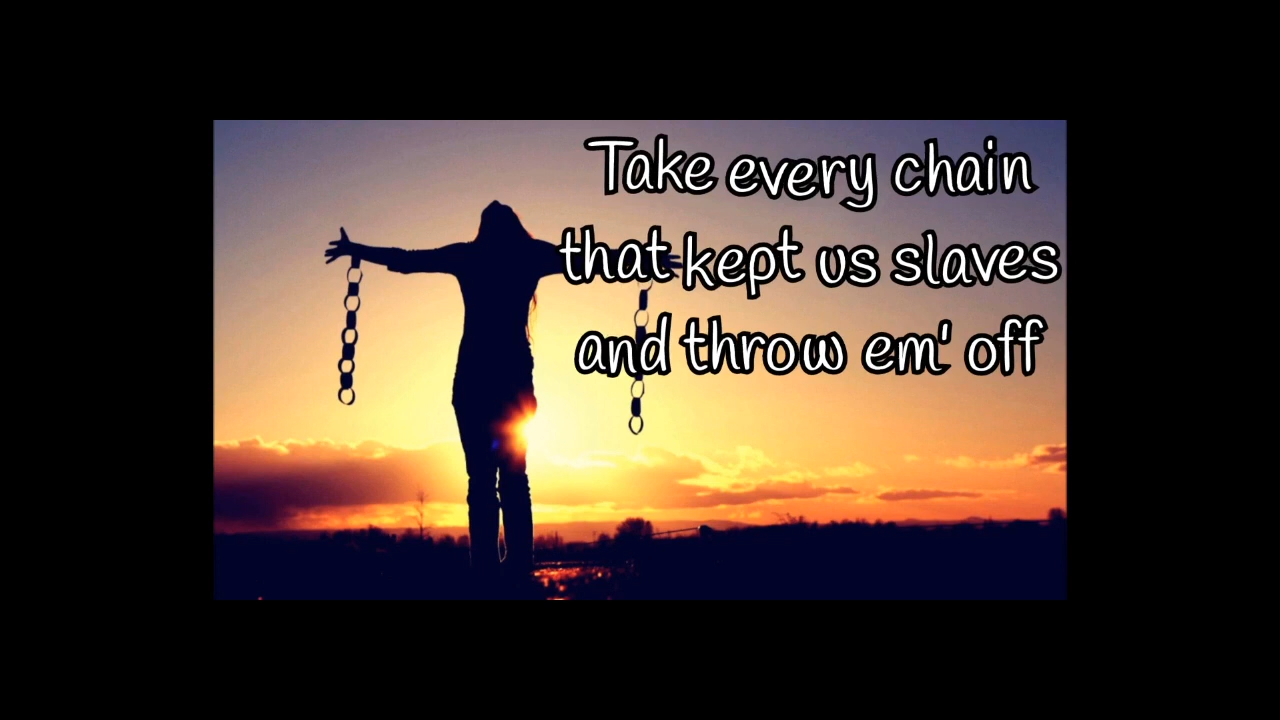 Take every chain
that kept us slaves
and throw em' off